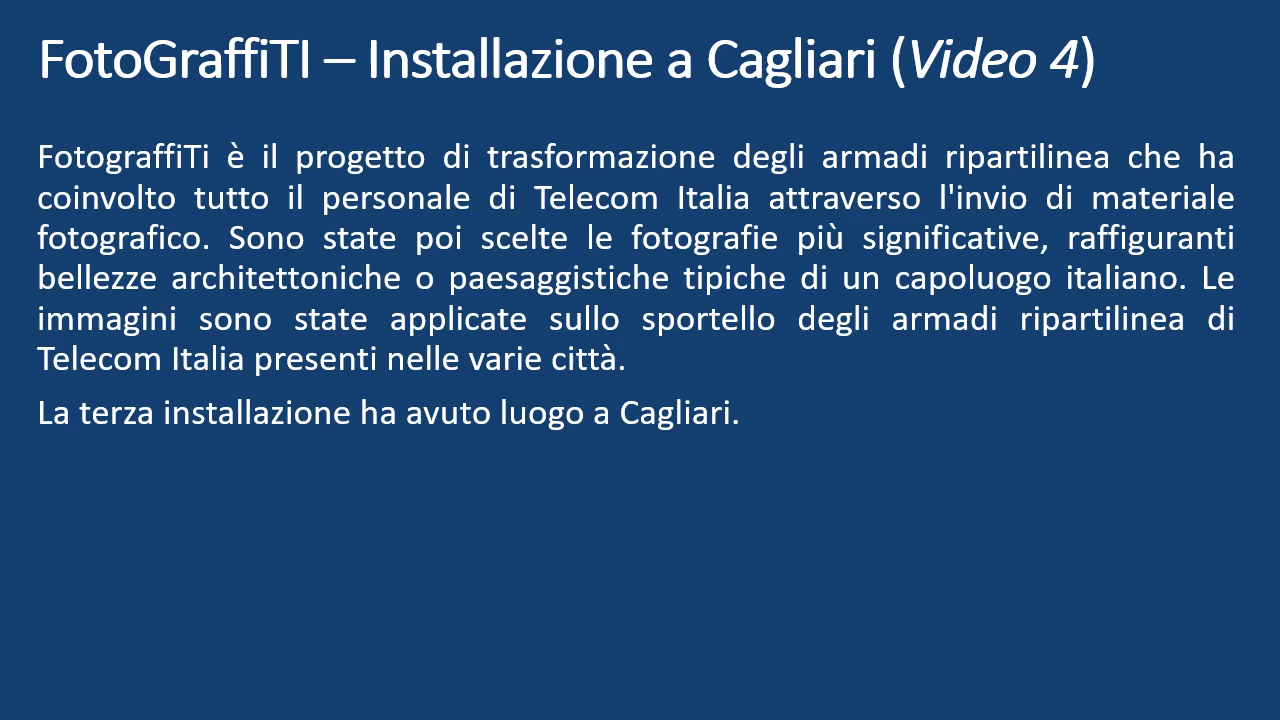 FotoGraffiTI – Installazione a Cagliari (Video 4)
FotograffiTi è il progetto di trasformazione degli armadi ripartilinea che ha
coinvolto tutto il personale di Telecom Italia attraverso l'invio di materiale
fotografico. Sono state poi scelte le fotografie più significative, raffiguranti
bellezze architettoniche o paesaggistiche tipiche di un capoluogo italiano. Le
immagini sono state applicate sullo sportello degli armadi ripartilinea di
Telecom Italia presenti nelle varie città.
La terza installazione ha avuto luogo a Cagliari.